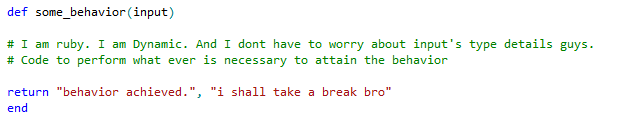 def some_behavior(input)
# I am ruby. I am Dynamic. And I dont have to worry about input's type details guys.
# Code to perform what ever is necessary to attain the behavior
return "behavior achieved.", "i shall take a break bro"
end